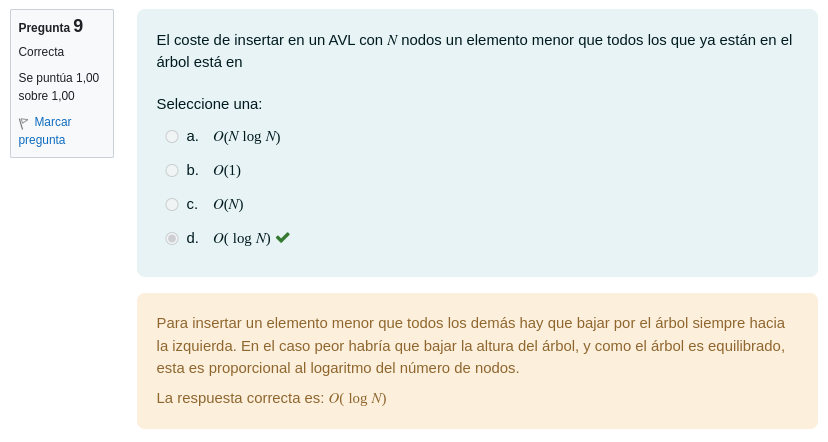 Pregunta 9
Correcta
Se puntúa 1,00
sobre 1,00
Marcar
pregunta
El coste de insertar en un AVL con N nodos un elemento menor que todos los que ya están en el
árbol está en
Seleccione una:
a. O(N log N)
b. O(1)
c. O(N)
d. O( log N)
Para insertar un elemento menor que todos los demás hay que bajar por el árbol siempre hacia
la izquierda. En el caso peor habría que bajar la altura del árbol, y como el árbol es equilibrado,
esta es proporcional al logaritmo del número de nodos.
La respuesta correcta es: O( log N)